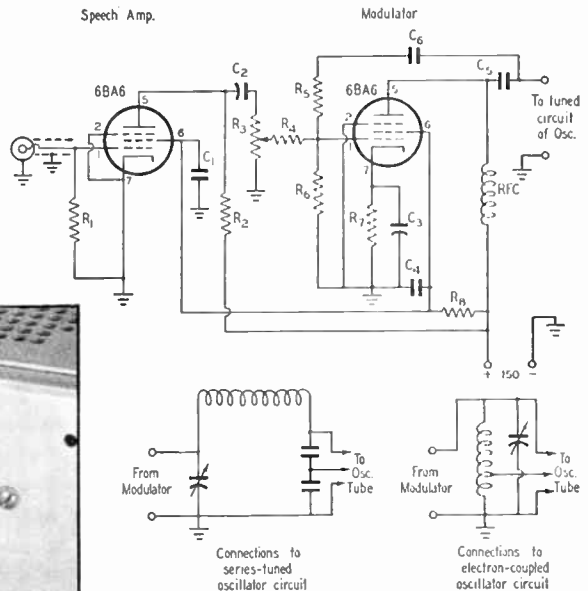 Speech Amp.
Modulator
6BA6
5
2
1
6
7
C2
R3
R4
C1
R1
R2
C6
C5
R5
6BA6
5
2
1
6
7
R6
R7
C3
C4
R8
RFC
To tuned
circuit
of Osc.
+ 150 -
From
Modulator
To
Osc.
Tube
Connections to
series-tuned
oscillator circuit
From
Modulator
To
Osc.
Tube
Connections to
electron-coupled
oscillator circuit